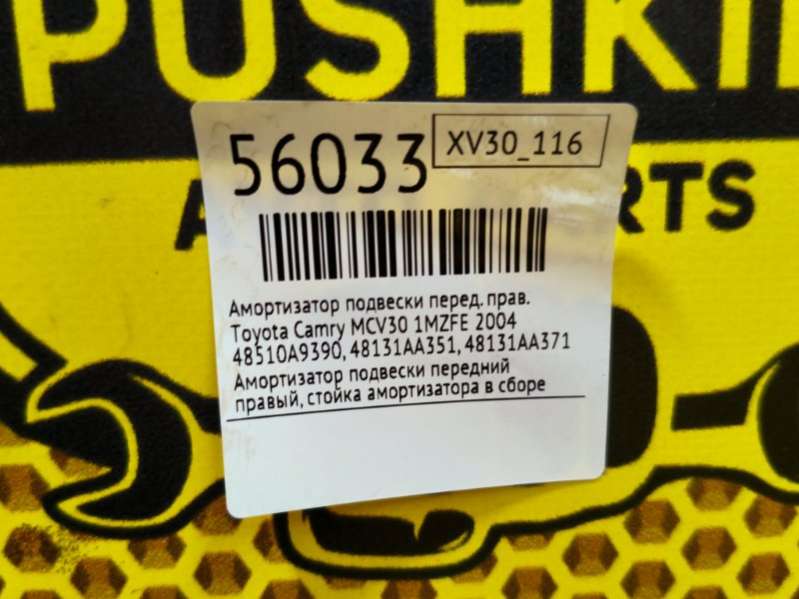 PUSHKI
56033
XV30_116
A RTS
Амортизатор подвески перед. прав.
Toyota Camry MCV30 1MZFE 2004
48510A9390, 48131AA351, 48131AA371
Амортизатор подвески передний
правый, стойка амортизатора в сборе